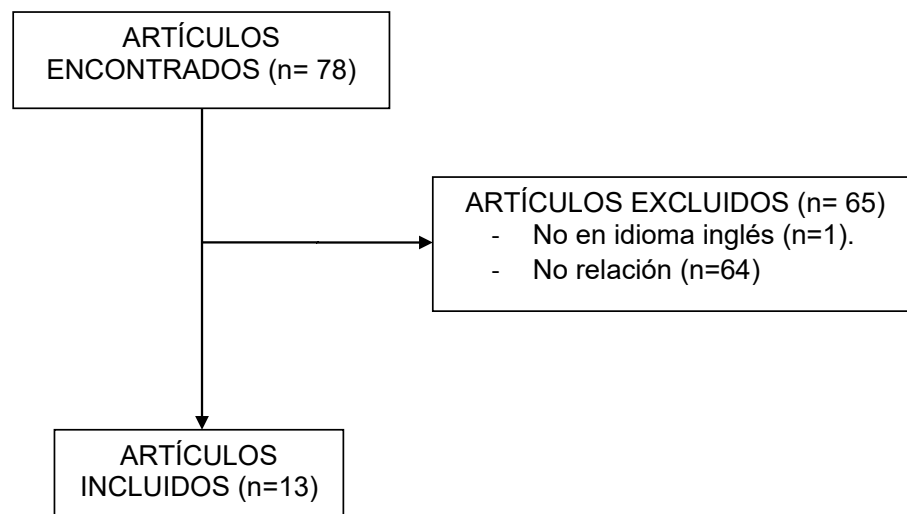 ARTÍCULOS
ENCONTRADOS (n= 78)
ARTÍCULOS EXCLUIDOS (n= 65)
- No en idioma inglés (n=1).
- No relación (n=64)
ARTÍCULOS
INCLUIDOS (n=13)